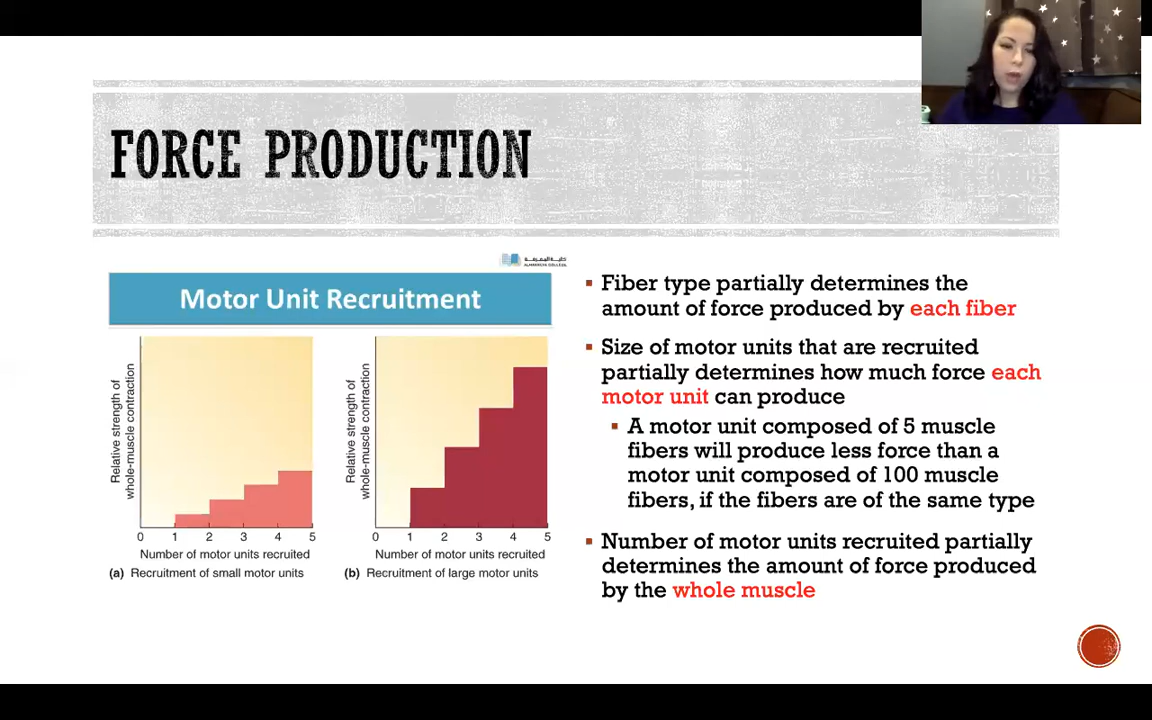 FORCE PRODUCTION
Motor Unit Recruitment
Relative strength of
whole-muscle contraction
0 1 2 3 4 5
Number of motor units recruited
(a) Recruitment of small motor units
Relative strength of
whole-muscle contraction
0 1 2 3 4 5
Number of motor units recruited
(b) Recruitment of large motor units
Fiber type partially determines the
amount of force produced by each fiber
Size of motor units that are recruited
partially determines how much force each
motor unit can produce
A motor unit composed of 5 muscle
fibers will produce less force than a
motor unit composed of 100 muscle
fibers, if the fibers are of the same type
Number of motor units recruited partially
determines the amount of force produced
by the whole muscle